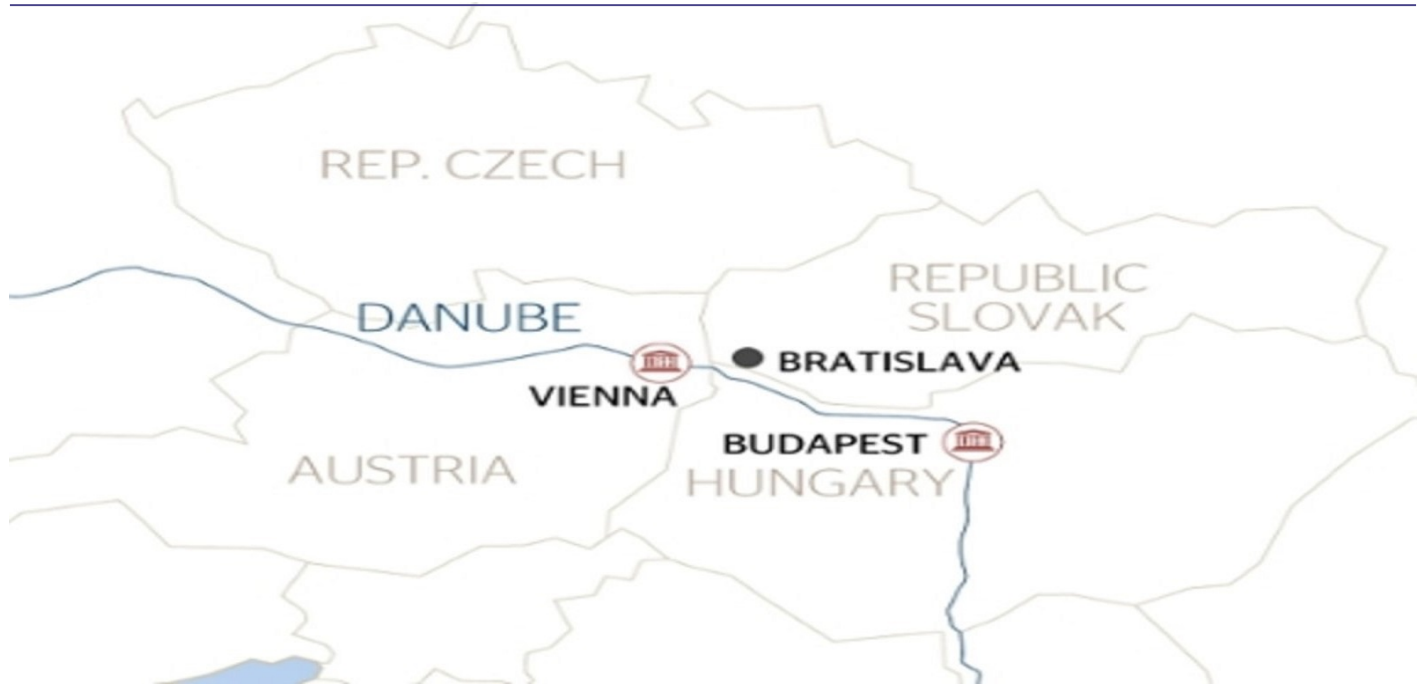 REP. CZECH
REPUBLIC
SLOVAK
DANUBE
BRATISLAVA
VIENNA
BUDAPEST
AUSTRIA
HUNGARY